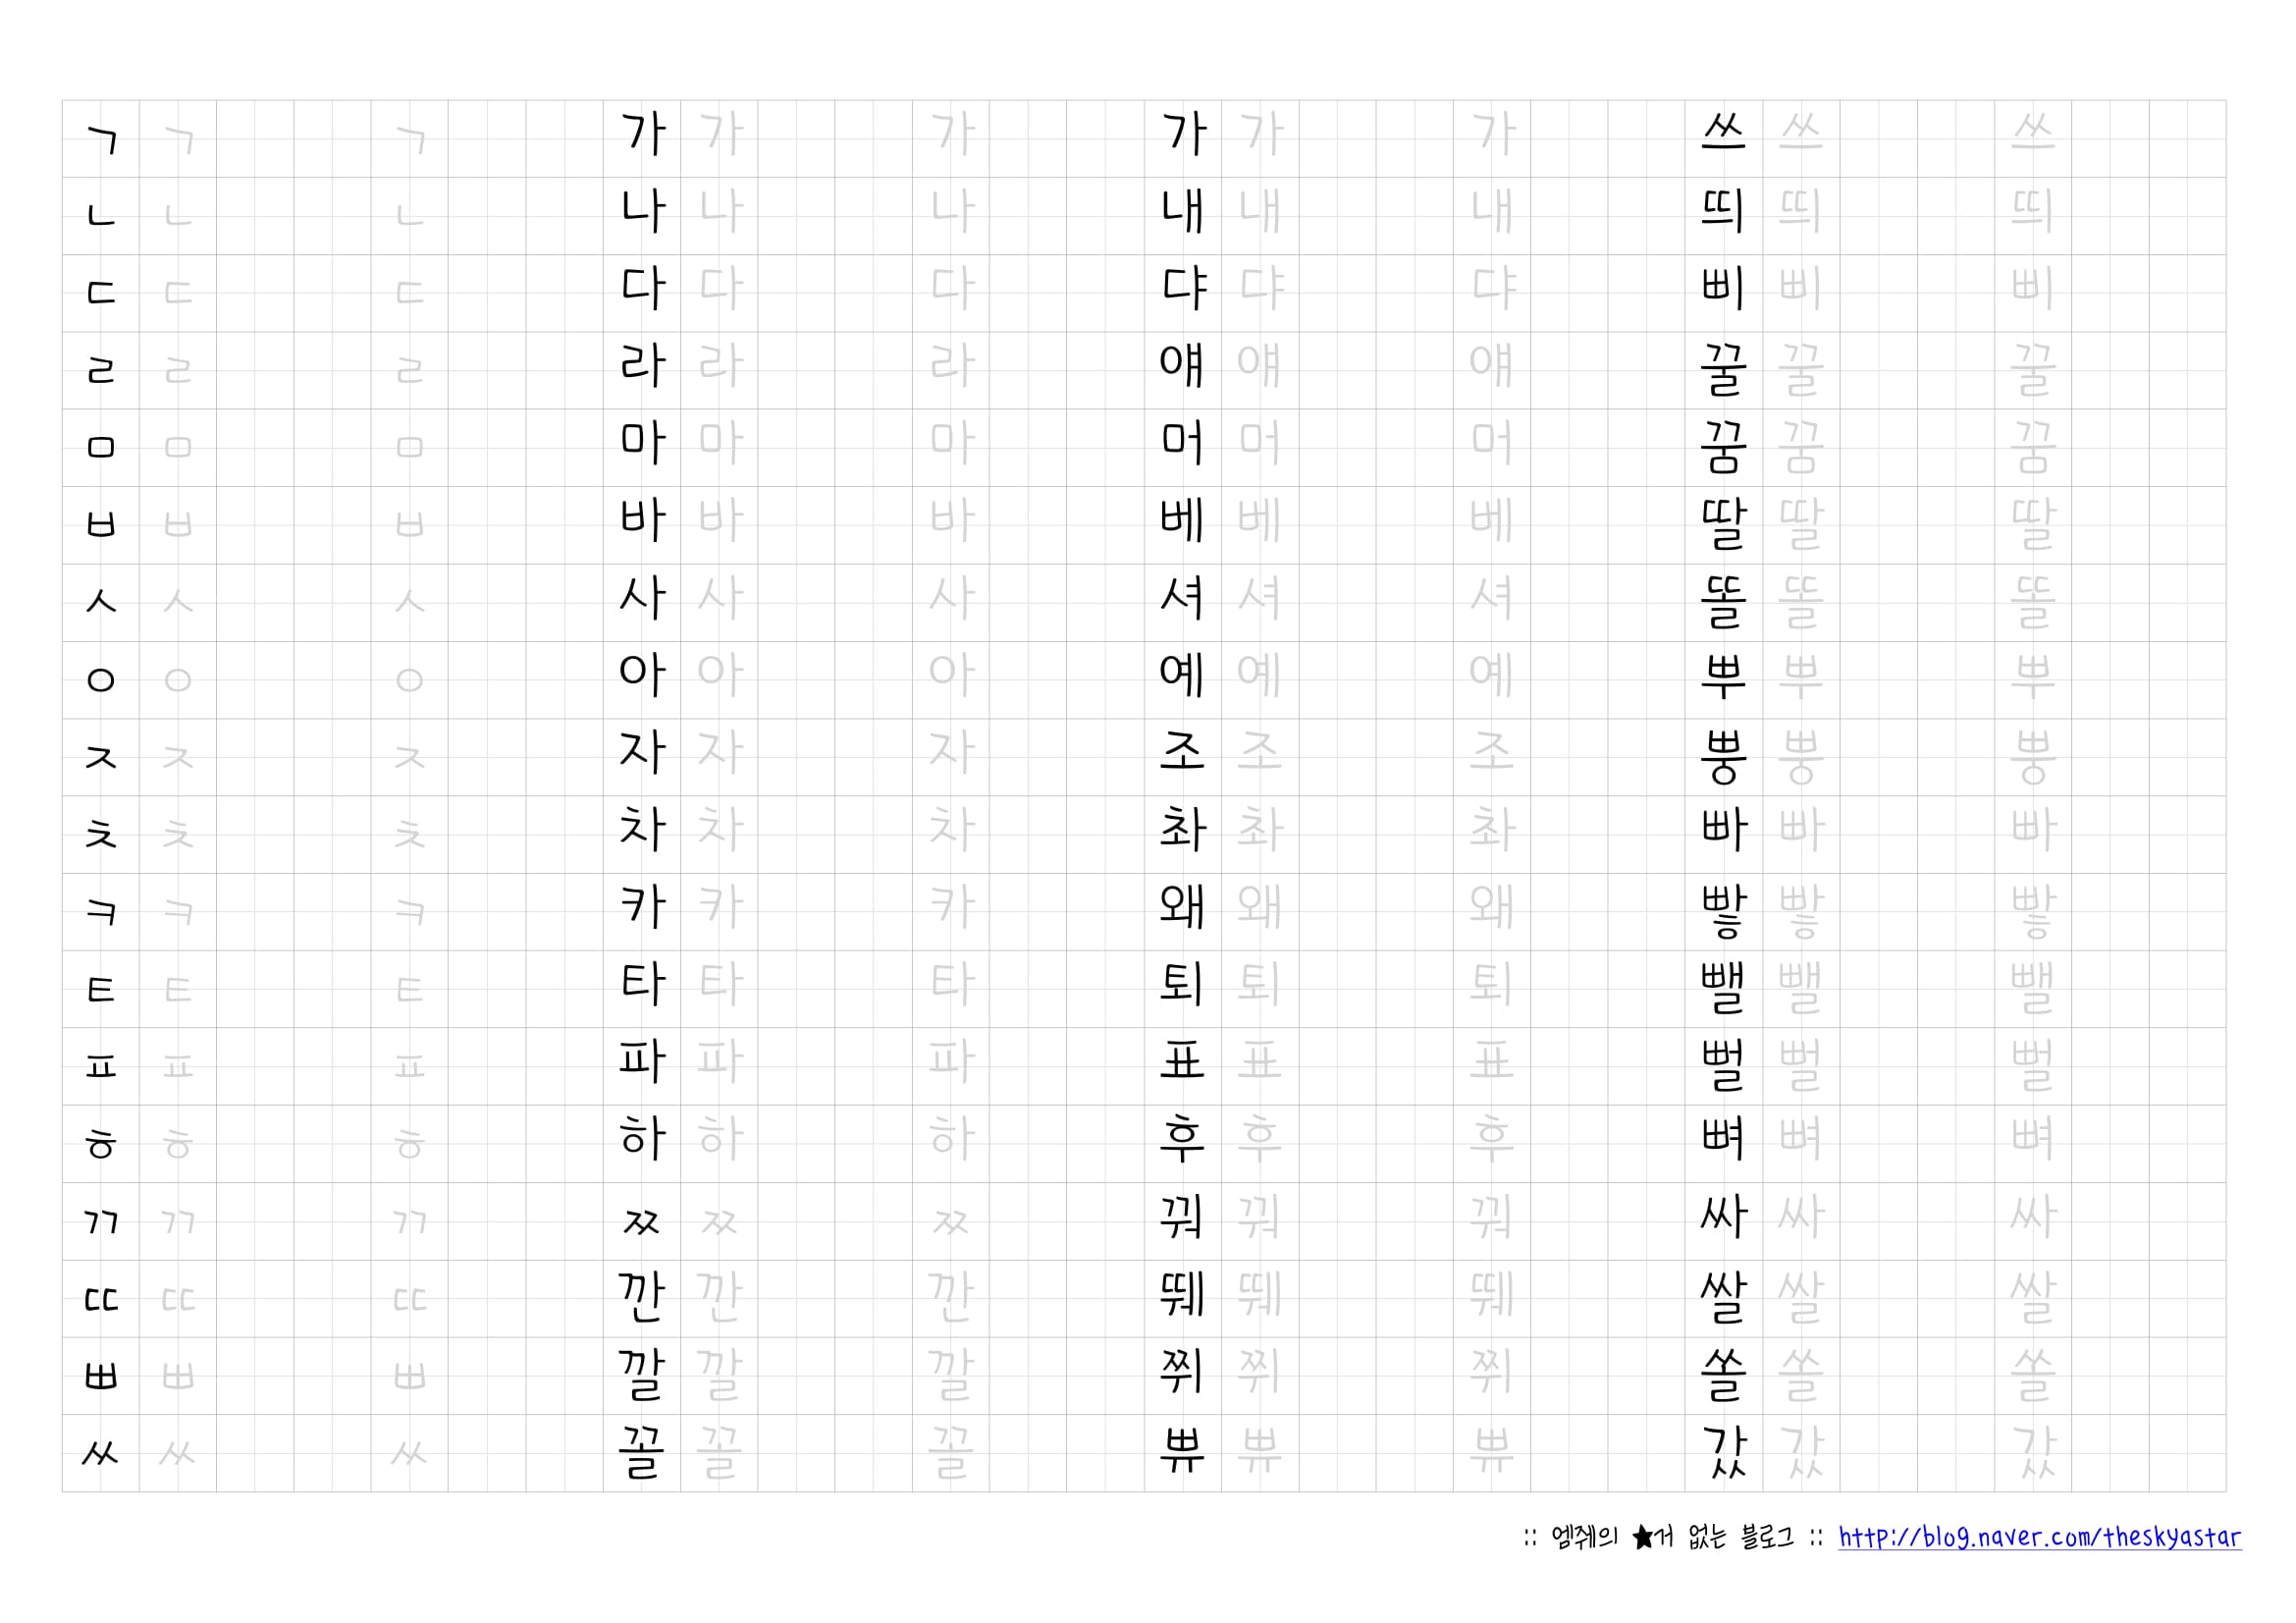 ㄱ ㄱ ㄱ 가 가 가 가 가 가 쓰 쓰 쓰
ㄴ ㄴ ㄴ 나 나 나 내 내 내 띄 띄 띄
ㄷ ㄷ ㄷ 다 다 다 댜 댜 댜 삐 삐 삐
ㄹ ㄹ ㄹ 라 라 라 얘 얘 얘 꿀 꿀 꿀
ㅁ ㅁ ㅁ 마 마 마 머 머 머 꿈 꿈 꿈
ㅂ ㅂ ㅂ 바 바 바 베 베 베 딸 딸 딸
ㅅ ㅅ ㅅ 사 사 사 셔 셔 셔 똘 똘 똘
ㅇ ㅇ ㅇ 아 아 아 예 예 예 뿌 뿌 뿌
ㅈ ㅈ ㅈ 자 자 자 조 조 조 뿡 뿡 뿡
ㅊ ㅊ ㅊ 차 차 차 촤 촤 촤 빠 빠 빠
ㅋ ㅋ ㅋ 카 카 카 왜 왜 왜 빻 빻 빻
ㅌ ㅌ ㅌ 타 타 타 퇴 퇴 퇴 뺄 뺄 뺄
ㅍ ㅍ ㅍ 파 파 파 표 표 표 뻘 뻘 뻘
ㅎ ㅎ ㅎ 하 하 하 후 후 후 뼈 뼈 뼈
ㄲ ㄲ ㄲ ㅉ ㅉ ㅉ 꿔 꿔 꿔 싸 싸 싸
ㄸ ㄸ ㄸ 깐 깐 깐 뛔 뛔 뛔 쌀 쌀 쌀
ㅃ ㅃ ㅃ 깔 깔 깔 쮜 쮜 쮜 쏠 쏠 쏠
ㅆ ㅆ ㅆ 꼴 꼴 꼴 쀼 쀼 쀼 갔 갔 갔
:: 엠줴의 ★거 없는 블로그 :: http://blog.naver.com/theskyastar